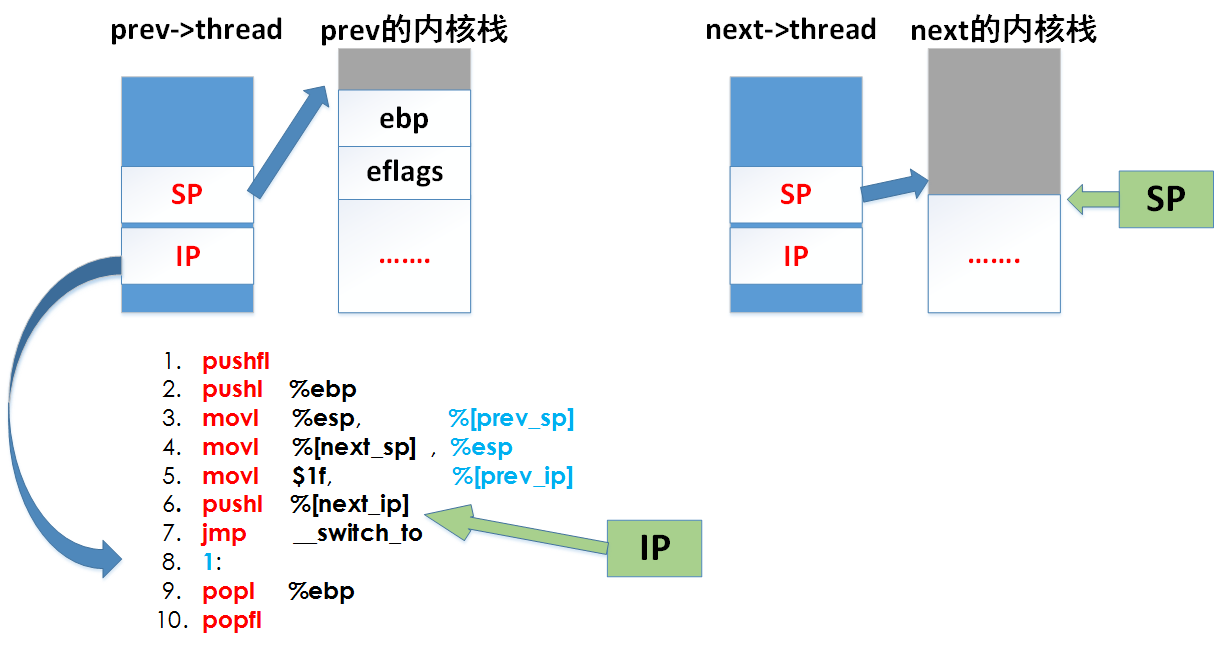 prev->thread prev的内核栈 next->thread next的内核栈
ebp
eflags
SP SP SP
IP ……. IP …….
1. pushfl
2. pushl %ebp
3. movl %esp, %[prev_sp]
4. movl %[next_sp] , %esp
5. movl $1f, %[prev_ip]
6. pushl %[next_ip]
7. jmp __switch_to
IP
8. 1:
9. popl %ebp
10. popfl